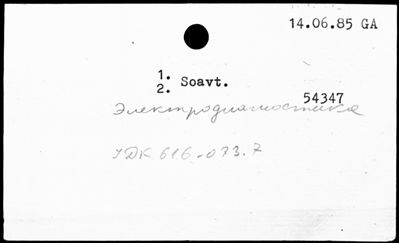 14.06.85 GA
1. Soavt.
2.
54347
Электродиагностика
УДК 616-073.7